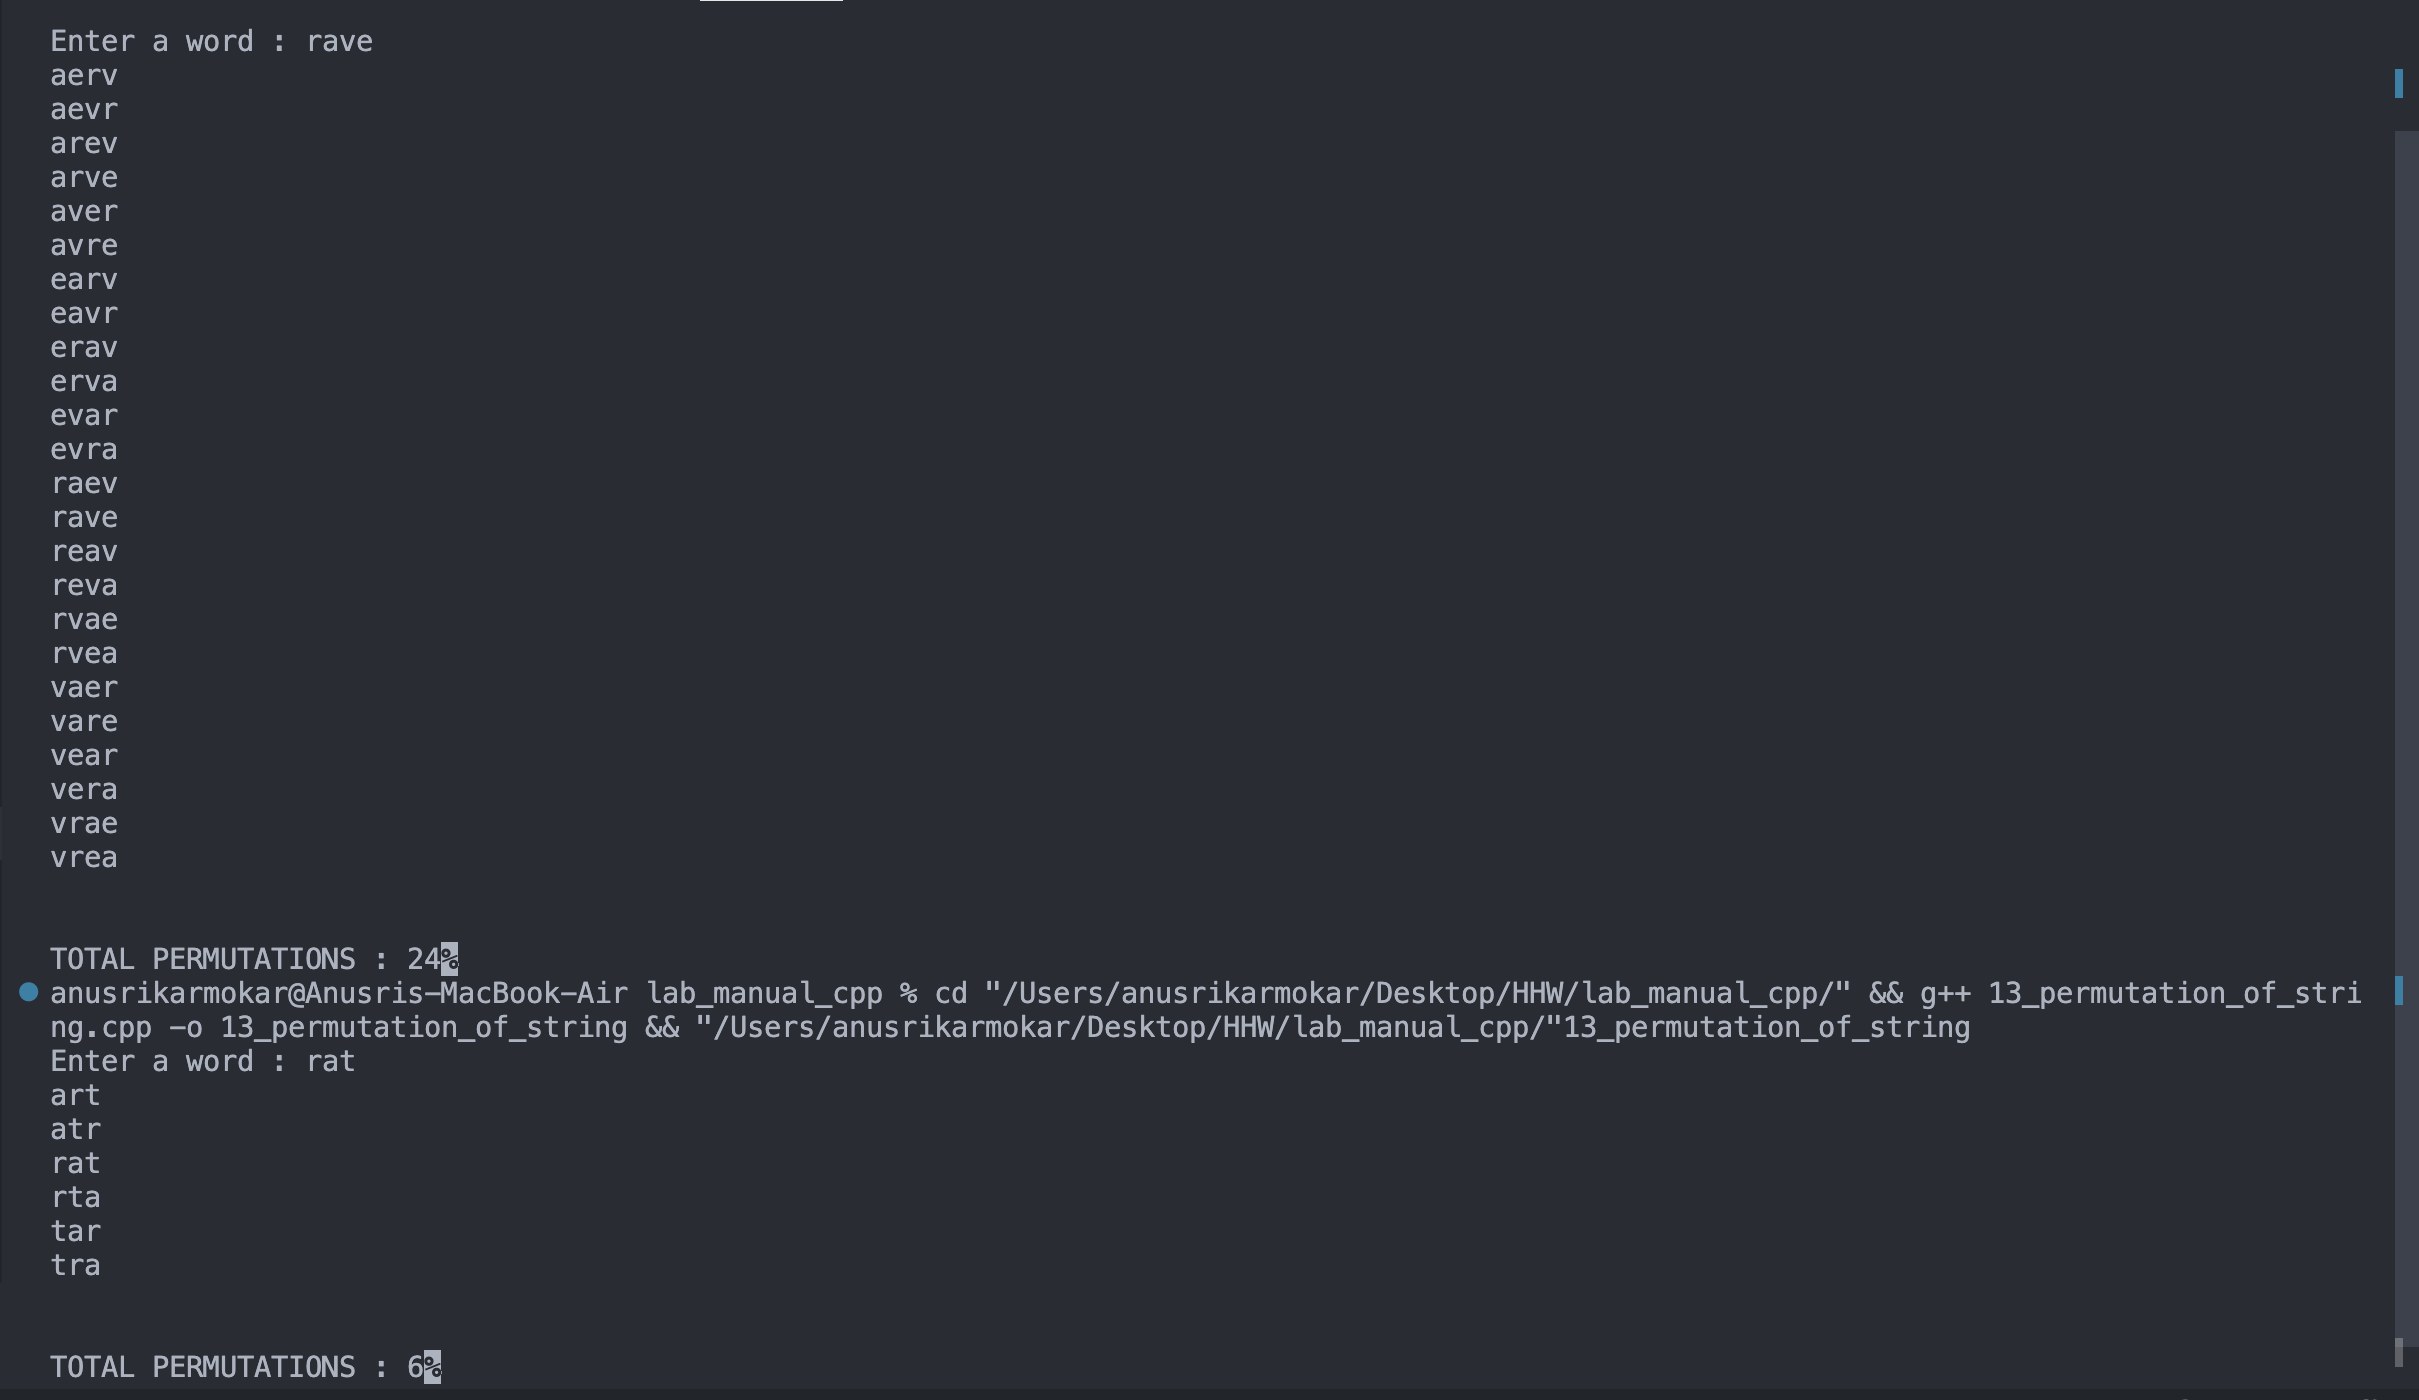 Enter a word : rave
aerv
aevr
arev
arve
aver
avre
earv
eavr
erav
erva
evar
evra
raev
rave
reav
reva
rvae
rvea
vaer
vare
vear
vera
vrae
vrea
TOTAL PERMUTATIONS : 24%
anusrikarmokar@Anusris-MacBook-Air lab_manual_cpp % cd "/Users/anusrikarmokar/Desktop/HHW/lab_manual_cpp/" && g++ 13_permutation_of_stri
ng.cpp -o 13_permutation_of_string && "/Users/anusrikarmokar/Desktop/HHW/lab_manual_cpp/"13_permutation_of_string
Enter a word : rat
art
atr
rat
rta
tar
tra
TOTAL PERMUTATIONS : 6%